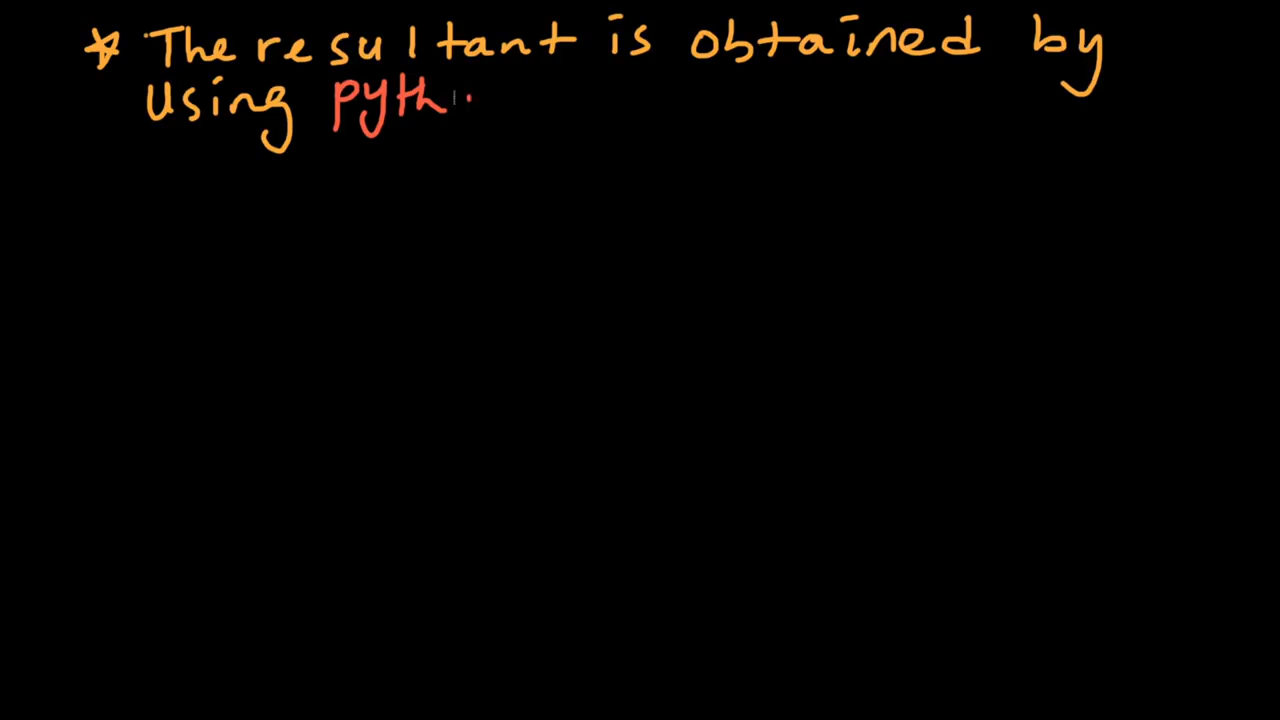 * The resultant is obtained by
using pyth